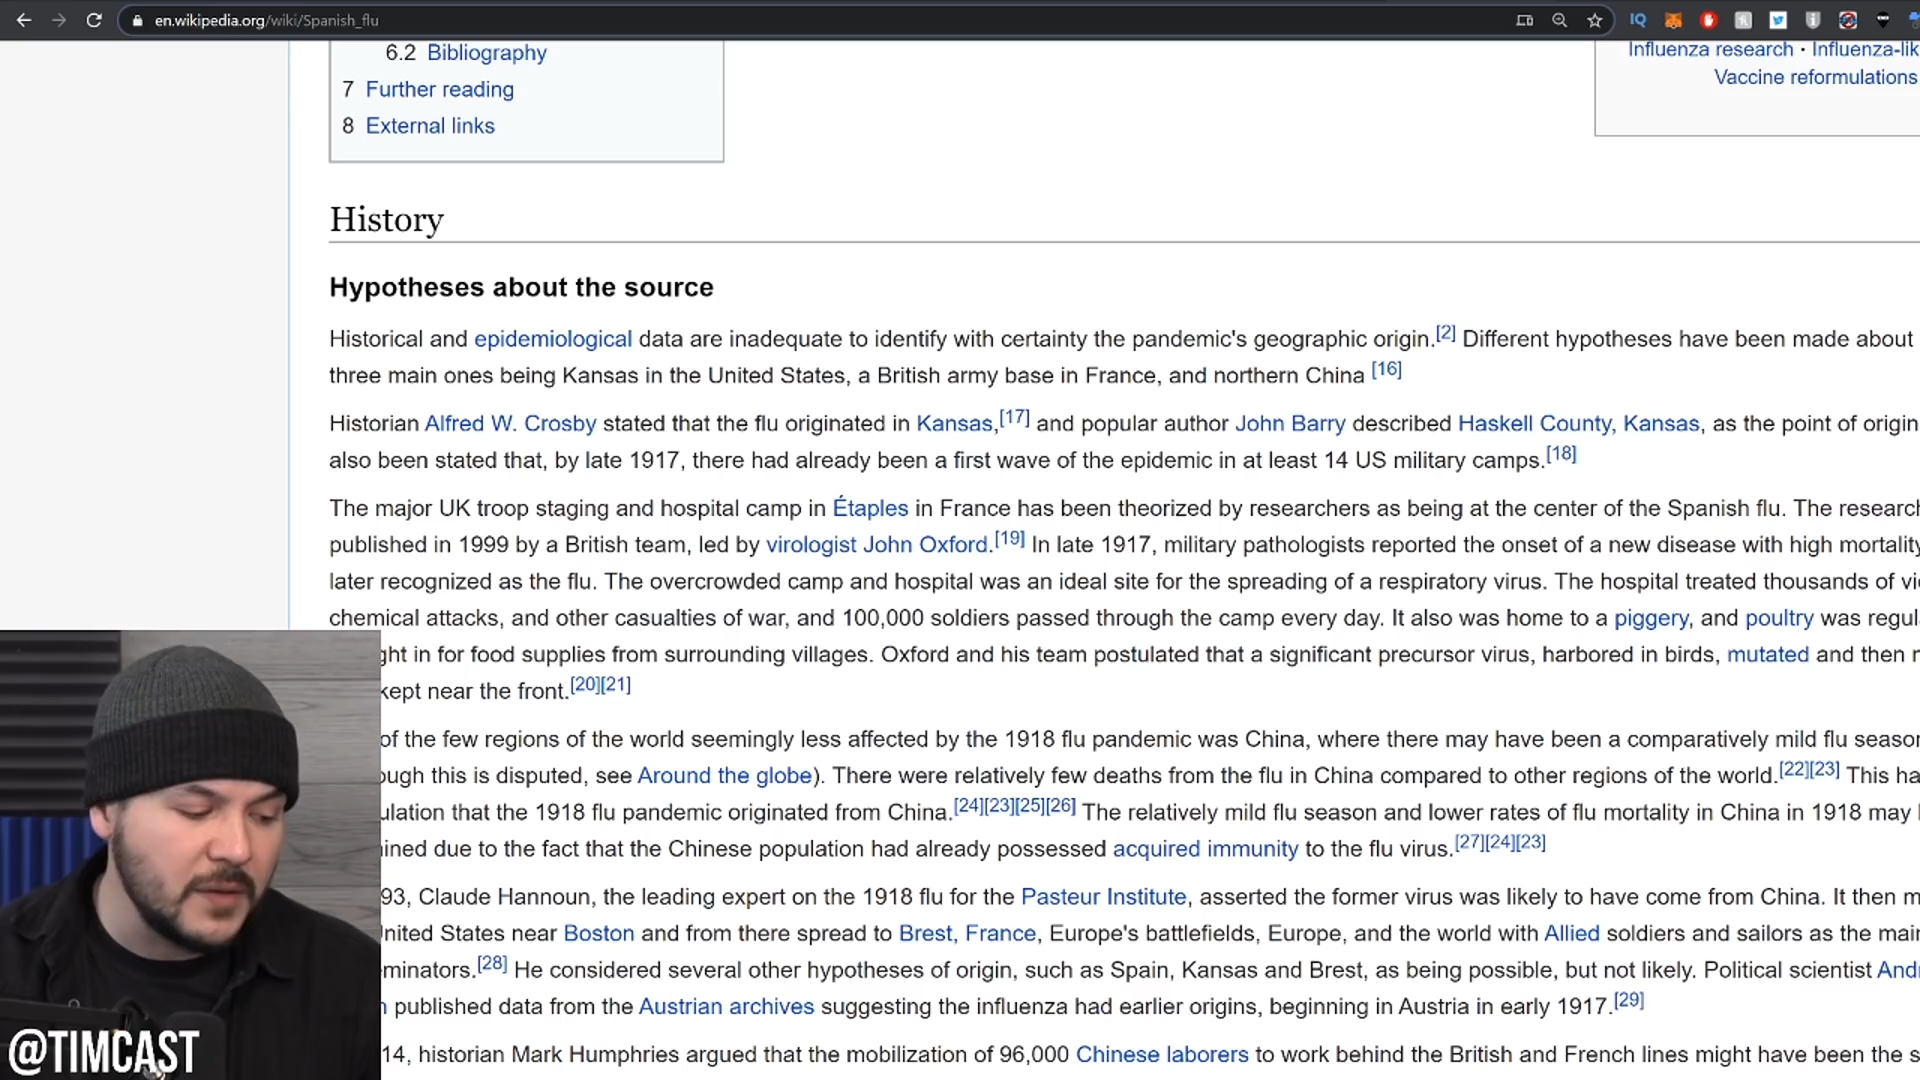 en.wikipedia.org/wiki/Spanish_flu
IQ
6.2 Bibliography
7 Further reading
8 External links
Influenza research · Influenza-lik
Vaccine reformulations
History
Hypotheses about the source
Historical and epidemiological data are inadequate to identify with certainty the pandemic's geographic origin.[2] Different hypotheses have been made about
three main ones being Kansas in the United States, a British army base in France, and northern China [16]
Historian Alfred W. Crosby stated that the flu originated in Kansas,[17] and popular author John Barry described Haskell County, Kansas, as the point of origin
also been stated that, by late 1917, there had already been a first wave of the epidemic in at least 14 US military camps.[18]
The major UK troop staging and hospital camp in Étaples in France has been theorized by researchers as being at the center of the Spanish flu. The research
published in 1999 by a British team, led by virologist John Oxford.[19] In late 1917, military pathologists reported the onset of a new disease with high mortality
later recognized as the flu. The overcrowded camp and hospital was an ideal site for the spreading of a respiratory virus. The hospital treated thousands of vic
chemical attacks, and other casualties of war, and 100,000 soldiers passed through the camp every day. It also was home to a piggery, and poultry was regul
ght in for food supplies from surrounding villages. Oxford and his team postulated that a significant precursor virus, harbored in birds, mutated and then m
kept near the front.[20][21]
of the few regions of the world seemingly less affected by the 1918 flu pandemic was China, where there may have been a comparatively mild flu season
ough this is disputed, see Around the globe). There were relatively few deaths from the flu in China compared to other regions of the world.[22][23] This ha
ulation that the 1918 flu pandemic originated from China.[24][23][25][26] The relatively mild flu season and lower rates of flu mortality in China in 1918 may
ined due to the fact that the Chinese population had already possessed acquired immunity to the flu virus.[27][24][23]
93, Claude Hannoun, the leading expert on the 1918 flu for the Pasteur Institute, asserted the former virus was likely to have come from China. It then m
nited States near Boston and from there spread to Brest, France, Europe's battlefields, Europe, and the world with Allied soldiers and sailors as the mai
minators.[28] He considered several other hypotheses of origin, such as Spain, Kansas and Brest, as being possible, but not likely. Political scientist Andr
published data from the Austrian archives suggesting the influenza had earlier origins, beginning in Austria in early 1917.[29]
14, historian Mark Humphries argued that the mobilization of 96,000 Chinese laborers to work behind the British and French lines might have been the s
@TIMCAST